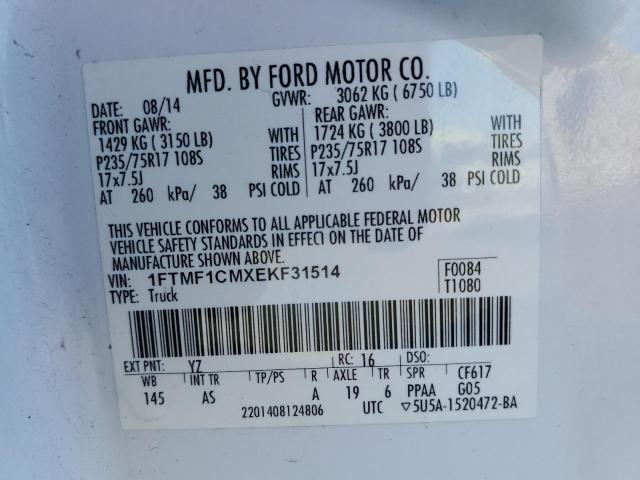 MFD. BY FORD MOTOR CO.
DATE: 08/14 GVWR: 3062 KG ( 6750 LB)
FRONT GAWR: REAR GAWR:
1429 KG ( 3150 LB) WITH 1724 KG ( 3800 LB) WITH
P235/75R17 108S TIRES P235/75R17 108S TIRES
17x7.5J RIMS 17x7.5J RIMS
AT 260 kPa/ 38 PSI COLD AT 260 kPa/ 38 PSI COLD
THIS VEHICLE CONFORMS TO ALL APPLICABLE FEDERAL MOTOR
VEHICLE SAFETY STANDARDS IN EFFECT ON THE DATE OF
MANUFACTURE SHOWN ABOVE.
VIN: 1FTMF1CMXEKF31514 F0084
TYPE: Truck T1080
EXT PNT: YZ RC: 16 DSO:
WB INT TR TP/PS R AXLE TR SPR CF617
145 AS A 19 6 PPAA G05
2201408124806 UTC ▽5U5A-1520472-BA